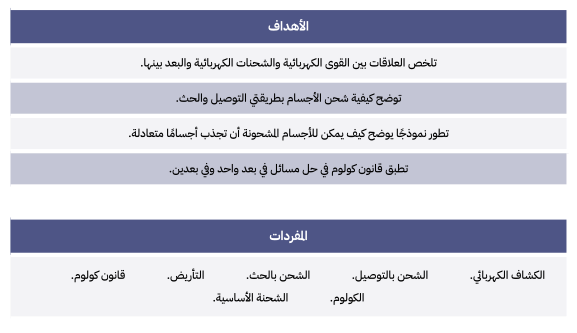 الأهداف
تلخص العلاقات بين القوى الكهربائية والشحنات الكهربائية والبعد بينها.
توضح كيفية شحن الأجسام بطريقتي التوصيل والحث.
تطور نموذجًا يوضح كيف يمكن للأجسام المشحونة أن تجذب أجسامًا متعادلة.
تطبق قانون كولوم في حل مسائل في بعد واحد وفي بعدين.
المفردات
الكشاف الكهربائي. الشحن بالتوصيل. الشحن بالحث. التأريض. قانون كولوم.
الكولوم. الشحنة الأساسية.